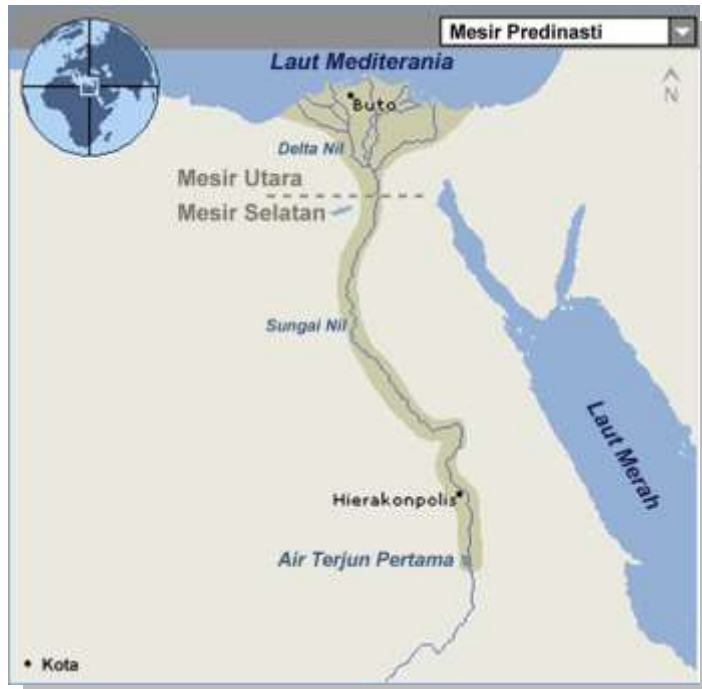 Mesir Predinasti
Laut Mediterania
N
Buto
Delta Nil
Mesir Utara
Mesir Selatan
Sungai Nil
Laut Merah
Hierakonpolis
Air Terjun Pertama
Kota